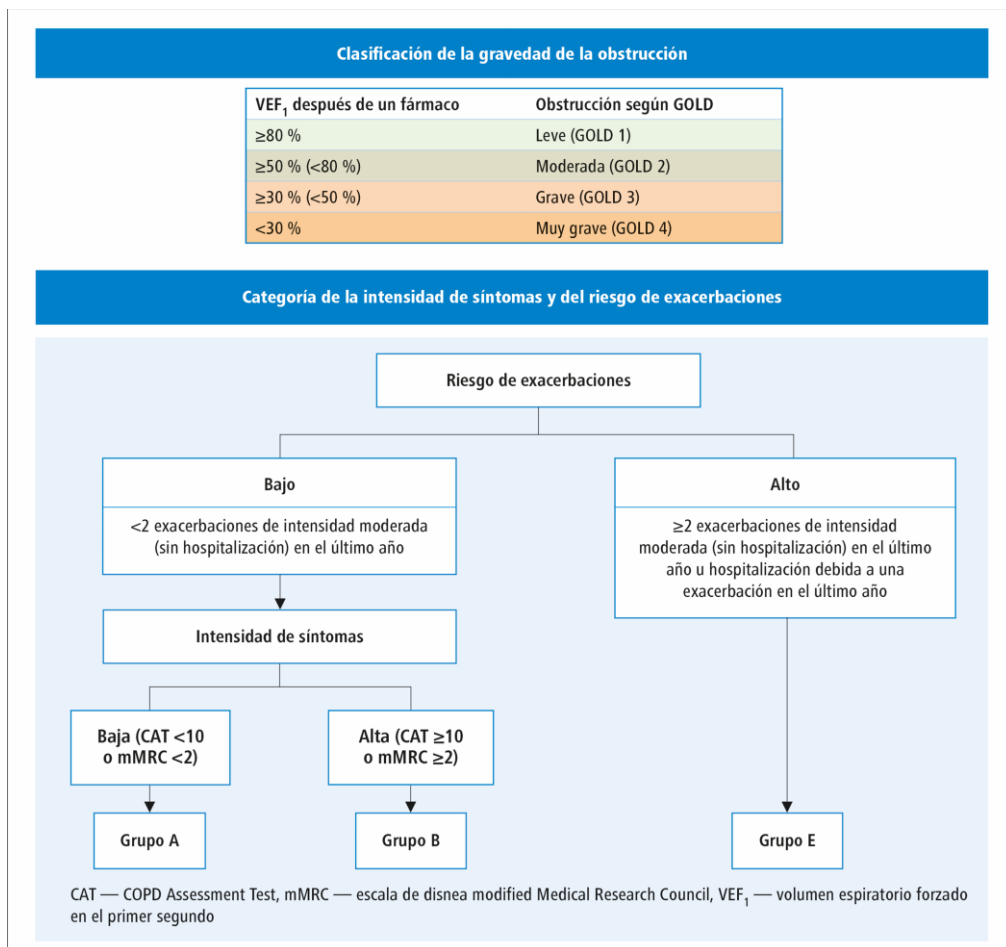 Clasificación de la gravedad de la obstrucción
VEF₁ después de un fármaco Obstrucción según GOLD
≥80 % Leve (GOLD 1)
≥50 % (<80 %) Moderada (GOLD 2)
≥30 % (<50 %) Grave (GOLD 3)
<30 % Muy grave (GOLD 4)
Categoría de la intensidad de síntomas y del riesgo de exacerbaciones
Riesgo de exacerbaciones
Bajo
<2 exacerbaciones de intensidad moderada
(sin hospitalización) en el último año
Alto
≥2 exacerbaciones de intensidad
moderada (sin hospitalización) en el último
año u hospitalización debida a una
exacerbación en el último año
Intensidad de síntomas
Baja (CAT <10
o mMRC <2)
Alta (CAT ≥10
o mMRC ≥2)
Grupo A
Grupo B
Grupo E
CAT — COPD Assessment Test, mMRC — escala de disnea modified Medical Research Council, VEF₁ — volumen espiratorio forzado
en el primer segundo